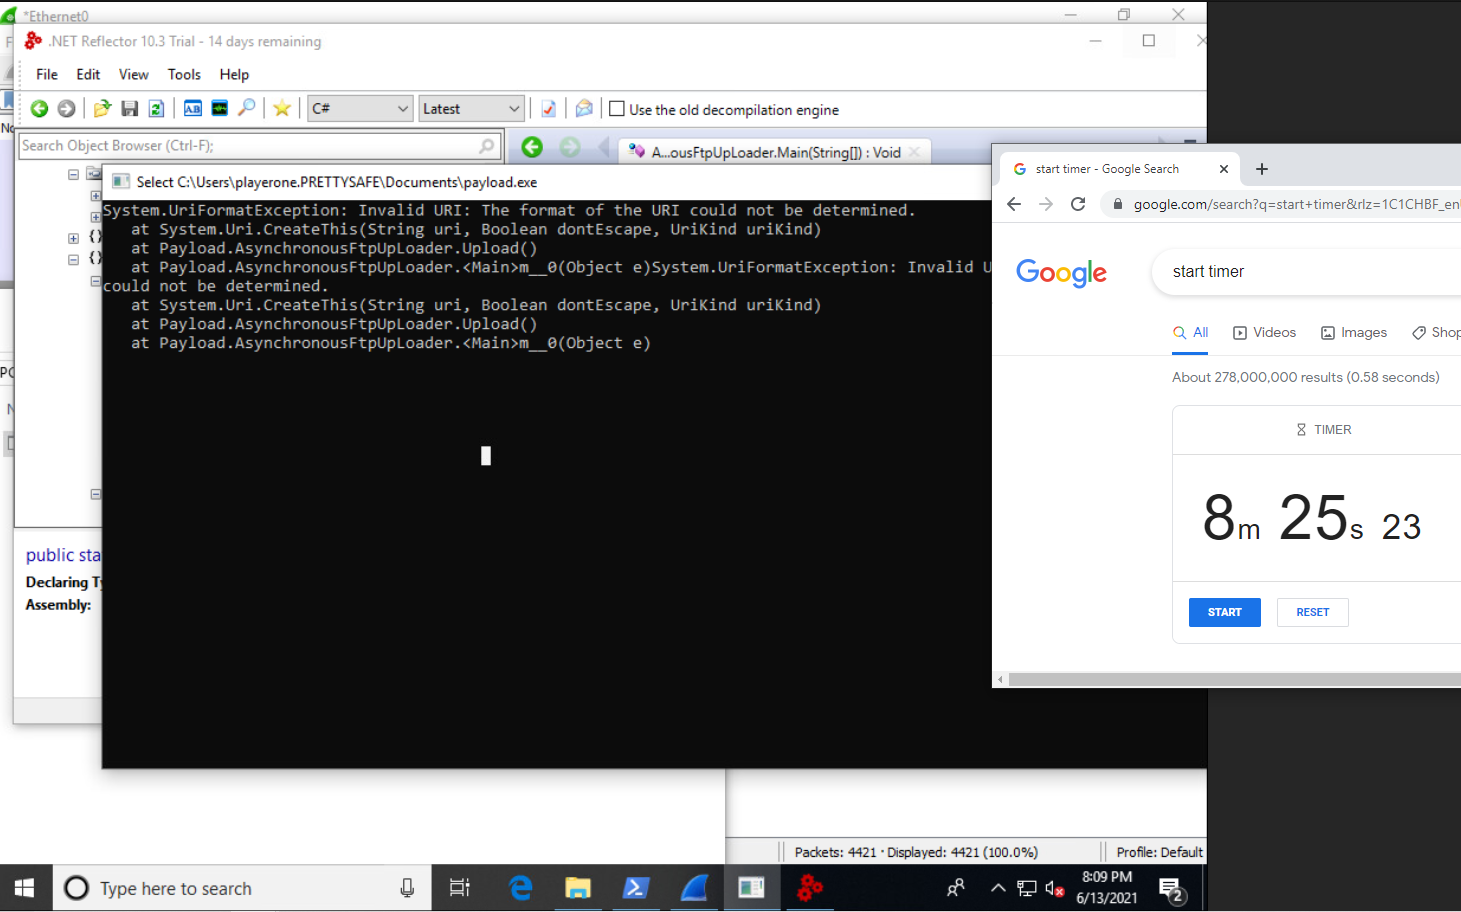 *Ethernet0
.NET Reflector 10.3 Trial - 14 days remaining
File Edit View Tools Help
C# Latest Use the old decompilation engine
Search Object Browser (Ctrl-F);
A...ousFtpUpLoader.Main(String[]) : Void
Select C:\Users\playerone.PRETTYSAFE\Documents\payload.exe
System.UriFormatException: Invalid URI: The format of the URI could not be determined.
at System.Uri.CreateThis(String uri, Boolean dontEscape, UriKind uriKind)
at Payload.AsynchronousFtpUpLoader.Upload()
at Payload.AsynchronousFtpUpLoader.<Main>m__0(Object e)System.UriFormatException: Invalid U
could not be determined.
at System.Uri.CreateThis(String uri, Boolean dontEscape, UriKind uriKind)
at Payload.AsynchronousFtpUpLoader.Upload()
at Payload.AsynchronousFtpUpLoader.<Main>m__0(Object e)
public sta
Declaring Ty
Assembly:
start timer - Google Search
google.com/search?q=start+timer&rlz=1C1CHBF_en
Google
start timer
All Videos Images Shop
About 278,000,000 results (0.58 seconds)
TIMER
8m 25s 23
START RESET
Packets: 4421 · Displayed: 4421 (100.0%) Profile: Default
Type here to search
8:09 PM
6/13/2021
2